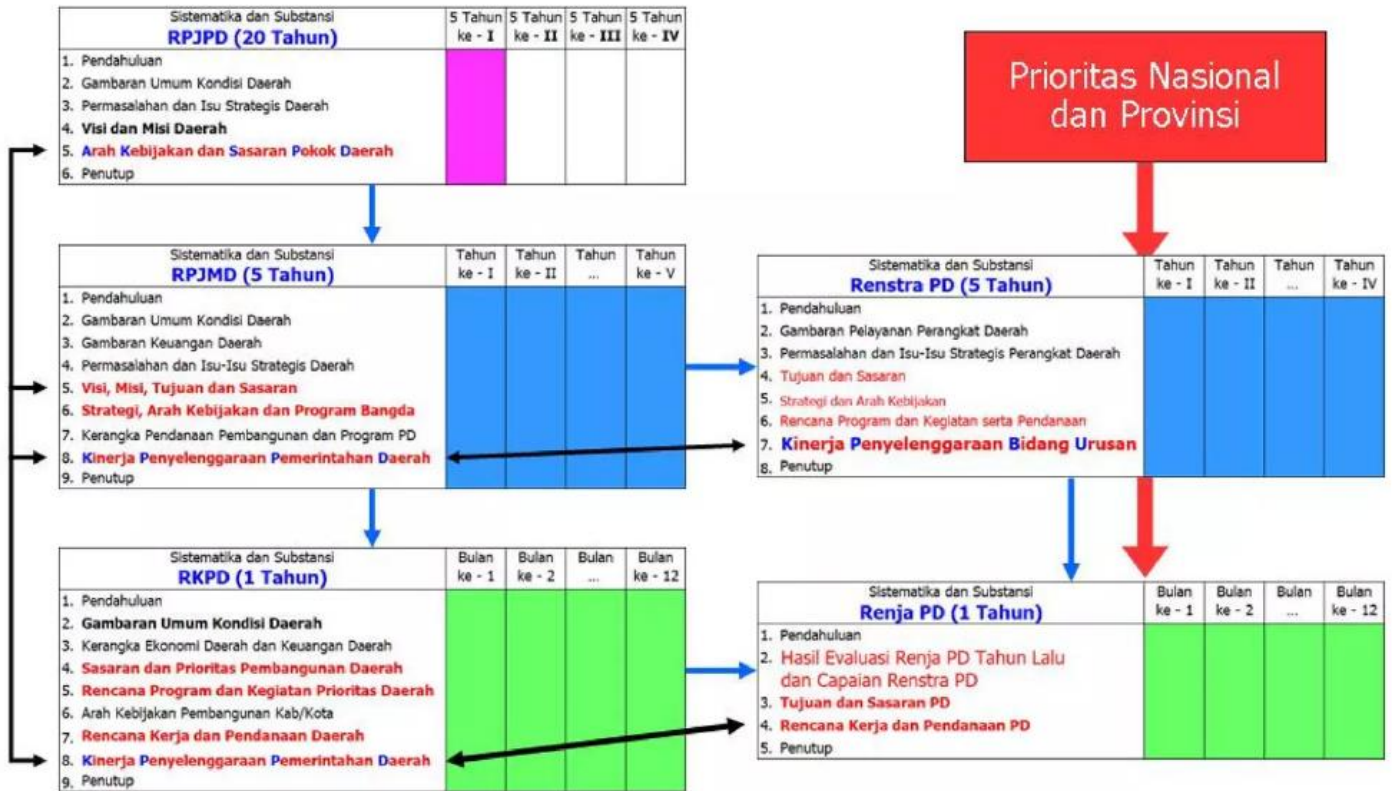 Sistematika dan Substansi
RPJPD (20 Tahun)
5 Tahun ke - I
5 Tahun ke - II
5 Tahun ke - III
5 Tahun ke - IV
1. Pendahuluan
2. Gambaran Umum Kondisi Daerah
3. Permasalahan dan Isu Strategis Daerah
4. Visi dan Misi Daerah
5. Arah Kebijakan dan Sasaran Pokok Daerah
6. Penutup
Prioritas Nasional
dan Provinsi
Sistematika dan Substansi
RPJMD (5 Tahun)
Tahun ke - I
Tahun ke - II
Tahun ...
Tahun ke - V
1. Pendahuluan
2. Gambaran Umum Kondisi Daerah
3. Gambaran Keuangan Daerah
4. Permasalahan dan Isu-Isu Strategis Daerah
5. Visi, Misi, Tujuan dan Sasaran
6. Strategi, Arah Kebijakan dan Program Bangda
7. Kerangka Pendanaan Pembangunan dan Program PD
8. Kinerja Penyelenggaraan Pemerintahan Daerah
9. Penutup
Sistematika dan Substansi
Renstra PD (5 Tahun)
Tahun ke - I
Tahun ke - II
Tahun ...
Tahun ke - IV
1. Pendahuluan
2. Gambaran Pelayanan Perangkat Daerah
3. Permasalahan dan Isu-Isu Strategis Perangkat Daerah
4. Tujuan dan Sasaran
5. Strategi dan Arah Kebijakan
6. Rencana Program dan Kegiatan serta Pendanaan
7. Kinerja Penyelenggaraan Bidang Urusan
8. Penutup
Sistematika dan Substansi
RKPD (1 Tahun)
Bulan ke - 1
Bulan ke - 2
Bulan ...
Bulan ke - 12
1. Pendahuluan
2. Gambaran Umum Kondisi Daerah
3. Kerangka Ekonomi Daerah dan Keuangan Daerah
4. Sasaran dan Prioritas Pembangunan Daerah
5. Rencana Program dan Kegiatan Prioritas Daerah
6. Arah Kebijakan Pembangunan Kab/Kota
7. Rencana Kerja dan Pendanaan Daerah
8. Kinerja Penyelenggaraan Pemerintahan Daerah
9. Penutup
Sistematika dan Substansi
Renja PD (1 Tahun)
Bulan ke - 1
Bulan ke - 2
Bulan ...
Bulan ke - 12
1. Pendahuluan
2. Hasil Evaluasi Renja PD Tahun Lalu
dan Capaian Renstra PD
3. Tujuan dan Sasaran PD
4. Rencana Kerja dan Pendanaan PD
5. Penutup